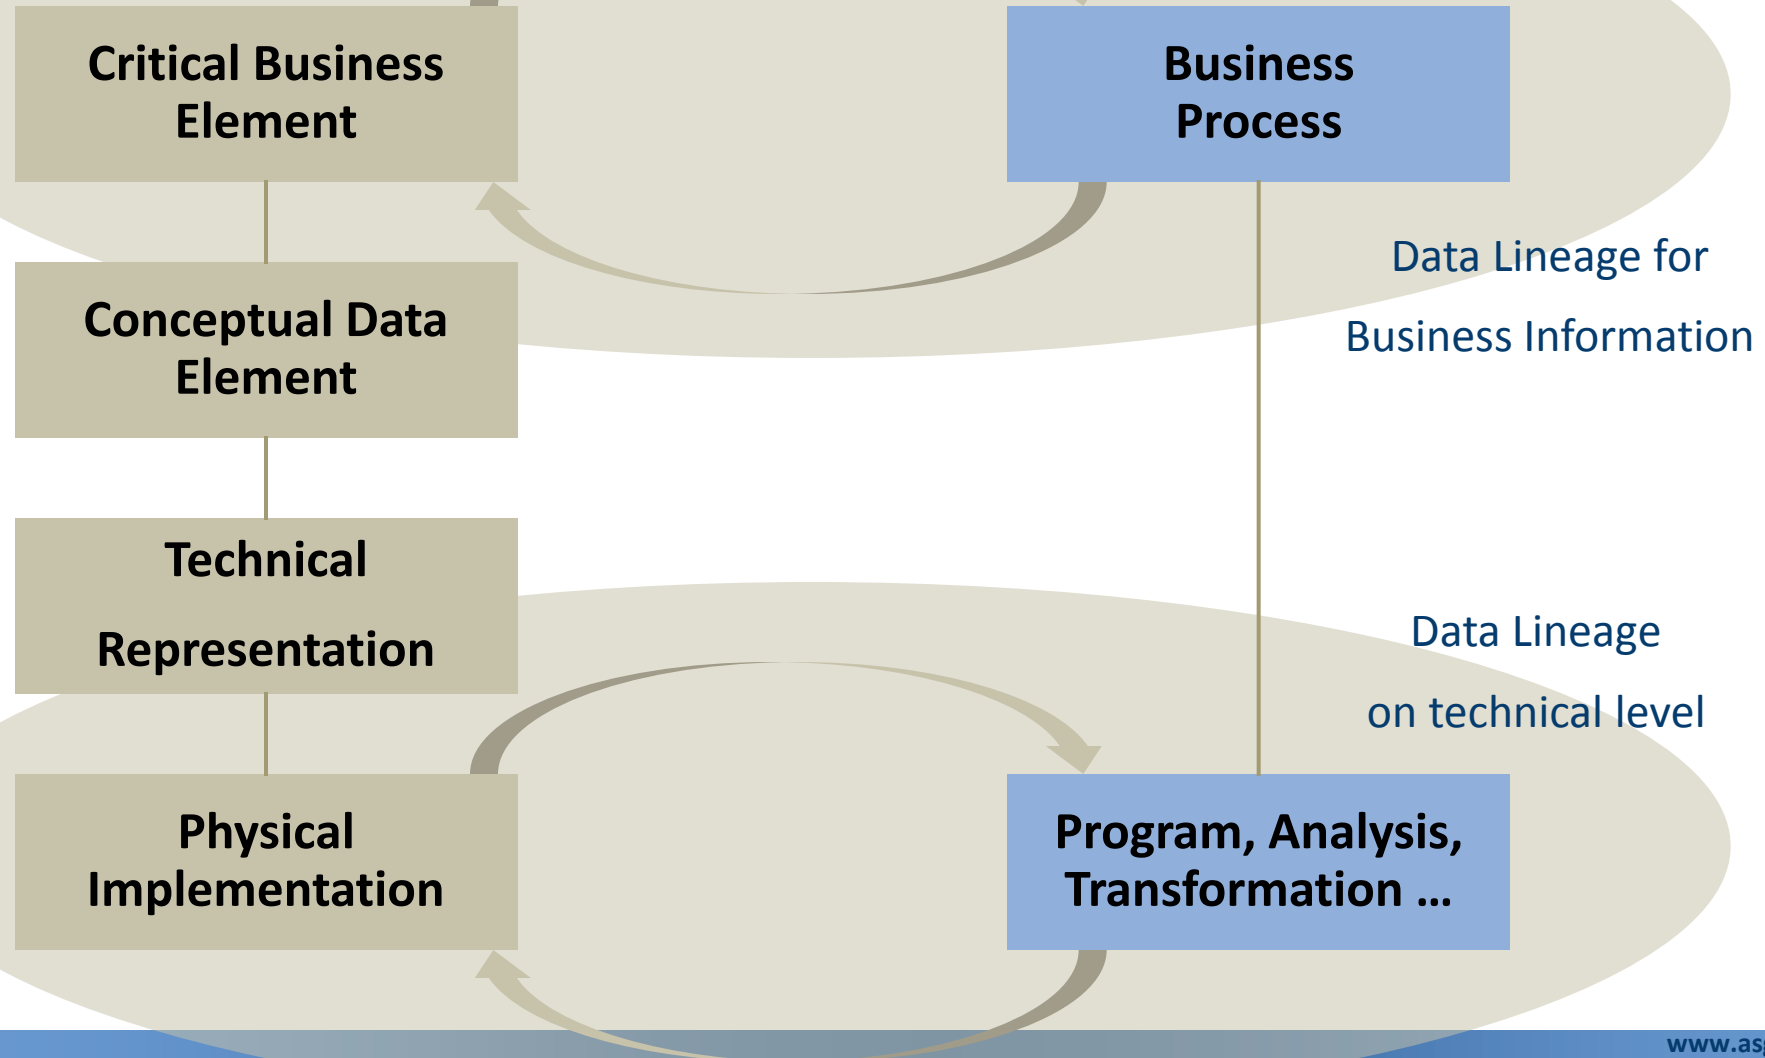 Critical Business
Element
Business
Process
Data Lineage for
Business Information
Conceptual Data
Element
Technical
Representation
Data Lineage
on technical level
Physical
Implementation
Program, Analysis,
Transformation ...